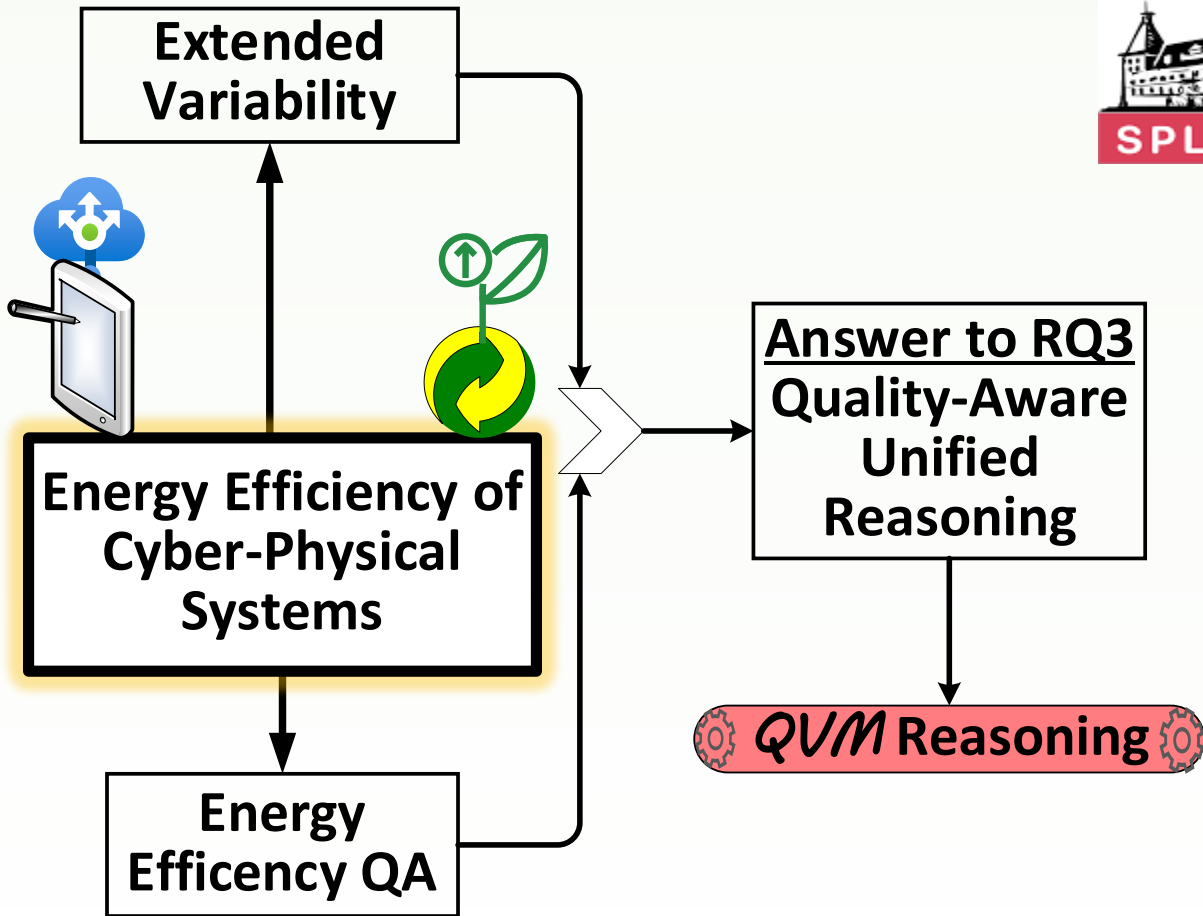 Extended
Variability
SPL
Energy Efficiency of
Cyber-Physical
Systems
Answer to RQ3
Quality-Aware
Unified
Reasoning
QVM Reasoning
Energy
Efficency QA